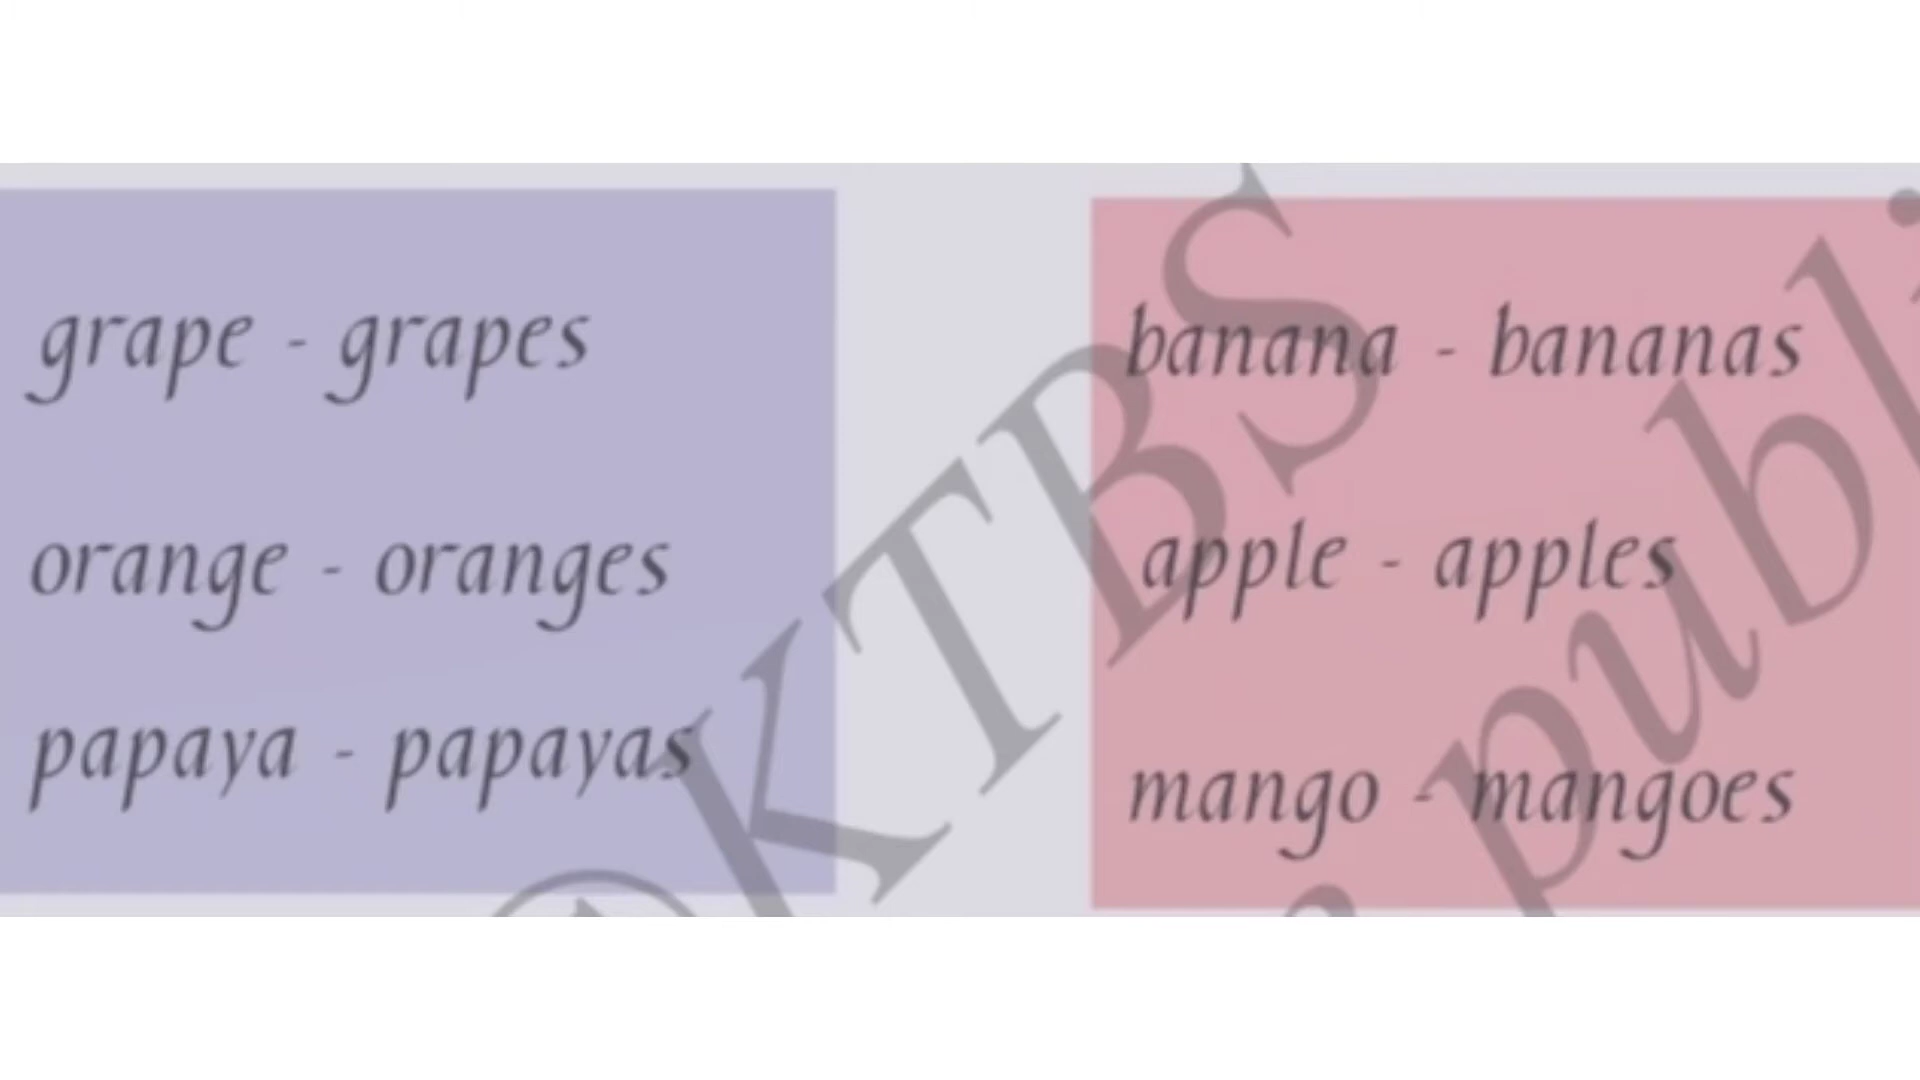 grape - grapes
orange - oranges
papaya - papayas
banana - bananas
apple - apples
mango - mangoes
©KTBS
publi